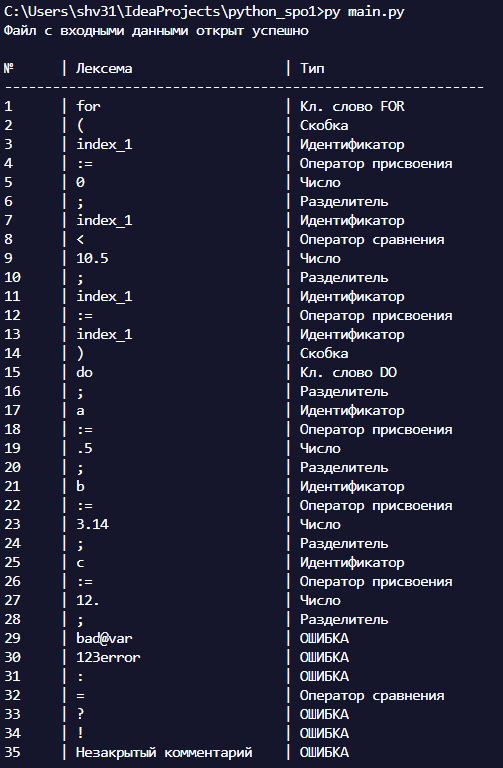 C:\Users\shv31\IdeaProjects\python_spo1>py main.py
Файл с входными данными открыт успешно
№ | Лексема | Тип
------------------------------------------------------------
1 | for | Кл. слово FOR
2 | ( | Скобка
3 | index_1 | Идентификатор
4 | := | Оператор присвоения
5 | 0 | Число
6 | ; | Разделитель
7 | index_1 | Идентификатор
8 | < | Оператор сравнения
9 | 10.5 | Число
10 | ; | Разделитель
11 | index_1 | Идентификатор
12 | := | Оператор присвоения
13 | index_1 | Идентификатор
14 | ) | Скобка
15 | do | Кл. слово DO
16 | ; | Разделитель
17 | a | Идентификатор
18 | := | Оператор присвоения
19 | .5 | Число
20 | ; | Разделитель
21 | b | Идентификатор
22 | := | Оператор присвоения
23 | 3.14 | Число
24 | ; | Разделитель
25 | c | Идентификатор
26 | := | Оператор присвоения
27 | 12. | Число
28 | ; | Разделитель
29 | bad@var | ОШИБКА
30 | 123error | ОШИБКА
31 | : | ОШИБКА
32 | = | Оператор сравнения
33 | ? | ОШИБКА
34 | ! | ОШИБКА
35 | Незакрытый комментарий | ОШИБКА